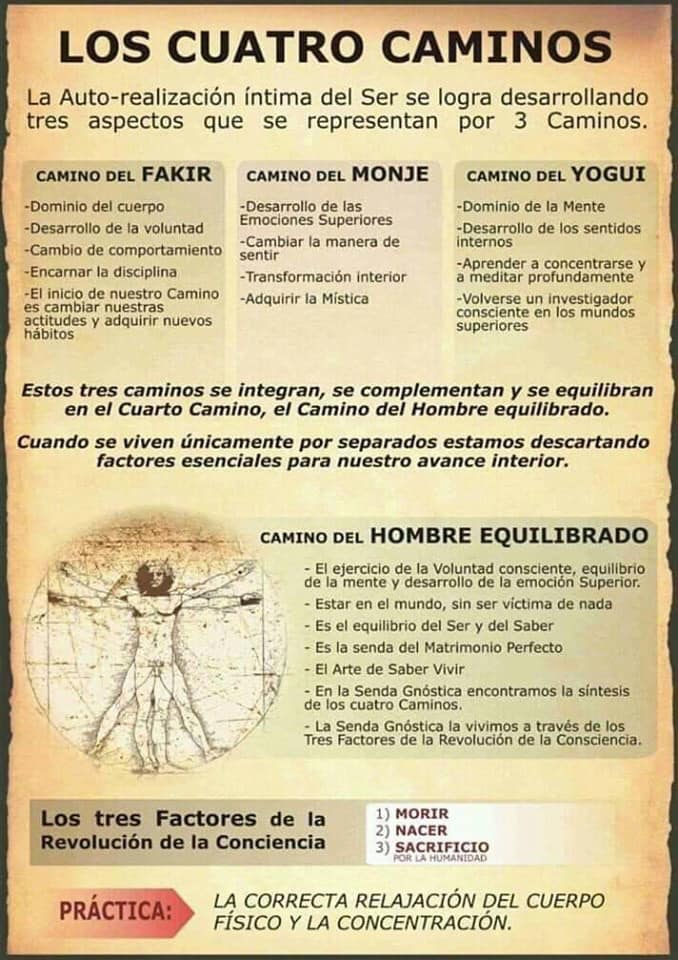 LOS CUATRO CAMINOS
La Auto-realización íntima del Ser se logra desarrollando
tres aspectos que se representan por 3 Caminos.
CAMINO DEL FAKIR
-Dominio del cuerpo
-Desarrollo de la voluntad
-Cambio de comportamiento
-Encarnar la disciplina
-El inicio de nuestro Camino
es cambiar nuestras
actitudes y adquirir nuevos
hábitos
CAMINO DEL MONJE
-Desarrollo de las
Emociones Superiores
-Cambiar la manera de
sentir
-Transformación interior
-Adquirir la Mística
CAMINO DEL YOGUI
-Dominio de la Mente
-Desarrollo de los sentidos
internos
-Aprender a concentrarse y
a meditar profundamente
-Volverse un investigador
consciente en los mundos
superiores
Estos tres caminos se integran, se complementan y se equilibran
en el Cuarto Camino, el Camino del Hombre equilibrado.
Cuando se viven únicamente por separados estamos descartando
factores esenciales para nuestro avance interior.
CAMINO DEL HOMBRE EQUILIBRADO
- El ejercicio de la Voluntad consciente, equilibrio
de la mente y desarrollo de la emoción Superior.
- Estar en el mundo, sin ser víctima de nada
- Es el equilibrio del Ser y del Saber
- Es la senda del Matrimonio Perfecto
- El Arte de Saber Vivir
- En la Senda Gnóstica encontramos la síntesis
de los cuatro Caminos.
- La Senda Gnóstica la vivimos a través de los
Tres Factores de la Revolución de la Consciencia.
Los tres Factores de la
Revolución de la Conciencia
1) MORIR
2) NACER
3) SACRIFICIO
POR LA HUMANIDAD
PRÁCTICA:
LA CORRECTA RELAJACIÓN DEL CUERPO
FÍSICO Y LA CONCENTRACIÓN.